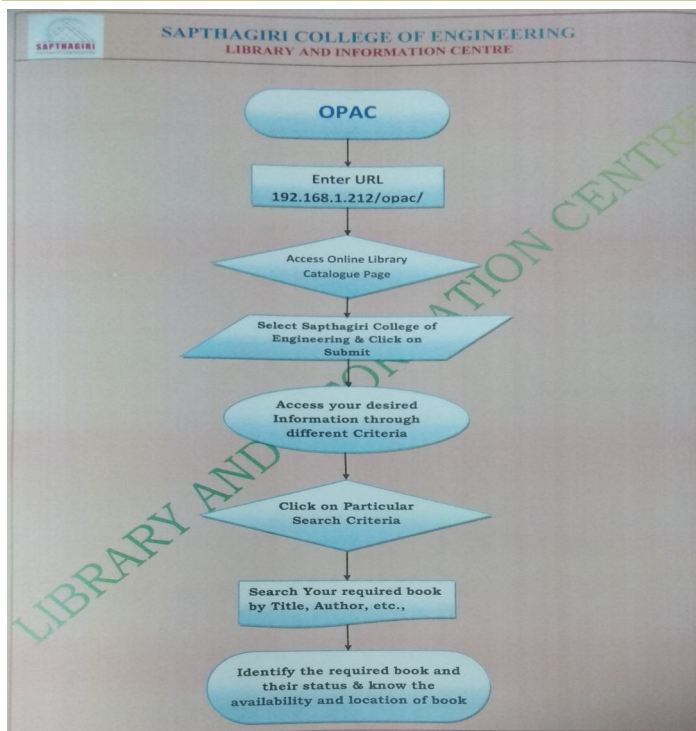 SAPTHAGIRI
SAPTHAGIRI COLLEGE OF ENGINEERING
LIBRARY AND INFORMATION CENTRE
OPAC
Enter URL
192.168.1.212/opac/
Access Online Library
Catalogue Page
Select Sapthagiri College of
Engineering & Click on
Submit
Access your desired
Information through
different Criteria
Click on Particular
Search Criteria
Search Your required book
by Title, Author, etc.,
Identify the required book and
their status & know the
availability and location of book
LIBRARY AND INFORMATION CENTRE